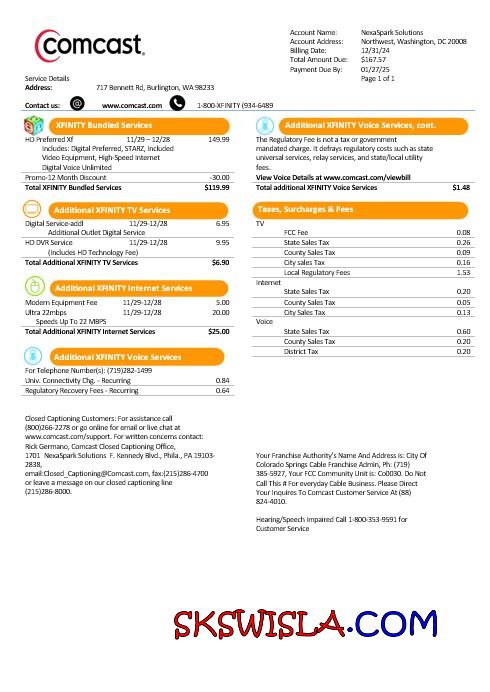 comcast.
Account Name: NexaSpark Solutions
Account Address: Northwest, Washington, DC 20008
Billing Date: 12/31/24
Total Amount Due: $167.57
Payment Due By: 01/27/25
Page 1 of 1
Service Details
Address: 717 Bennett Rd, Burlington, WA 98233
Contact us: @ www.comcast.com 1-800-XFINITY (934-6489
XFINITY Bundled Services
HD Preferred Xf 11/29 – 12/28 149.99
Includes: Digital Preferred, STARZ, Included
Video Equipment, High-Speed Internet
Digital Voice Unlimited
Promo-12 Month Discount -30.00
Total XFINITY Bundled Services $119.99
Additional XFINITY TV Services
Digital Service-addl 11/29-12/28 6.95
Additional Outlet Digital Service
HD DVR Service 11/29-12/28 9.95
(Includes HD Technology Fee)
Total Additional XFINITY TV Services $6.90
Additional XFINITY Internet Services
Modem Equipment Fee 11/29-12/28 5.00
Ultra 22mbps 11/29-12/28 20.00
Speeds Up To 22 MBPS
Total Additional XFINITY Internet Services $25.00
Additional XFINITY Voice Services
For Telephone Number(s): (719)282-1499
Univ. Connectivity Chg. - Recurring 0.84
Regulatory Recovery Fees - Recurring 0.64
Additional XFINITY Voice Services, cont.
The Regulatory Fee is not a tax or government
mandated charge. It defrays regulatory costs such as state
universal services, relay services, and state/local utility
fees.
View Voice Details at www.comcast.com/viewbill
Total additional XFINITY Voice Services $1.48
Taxes, Surcharges & Fees
TV
FCC Fee 0.08
State Sales Tax 0.26
County Sales Tax 0.09
City sales Tax 0.16
Local Regulatory Fees 1.53
Internet
State Sales Tax 0.20
County Sales Tax 0.05
City Sales Tax 0.13
Voice
State Sales Tax 0.60
County Sales Tax 0.20
District Tax 0.20
Closed Captioning Customers: For assistance call
(800)266-2278 or go online for email or live chat at
www.comcast.com/support. For written concerns contact:
Rick Germano, Comcast Closed Captioning Office,
1701 NexaSpark Solutions F. Kennedy Blvd., Phila., PA 19103-
2838,
email:Closed_Captioning@Comcast.com, fax:(215)286-4700
or leave a message on our closed captioning line
(215)286-8000.
Your Franchise Authority's Name And Address is: City Of
Colorado Springs Cable Franchise Admin, Ph: (719)
385-5927, Your FCC Community Unit Is: Co0030. Do Not
Call This # For everyday Cable Business. Please Direct
Your Inquires To Comcast Customer Service At (88)
824-4010.
Hearing/Speech Impaired Call 1-800-353-9591 for
Customer Service
SKSWISLA.COM